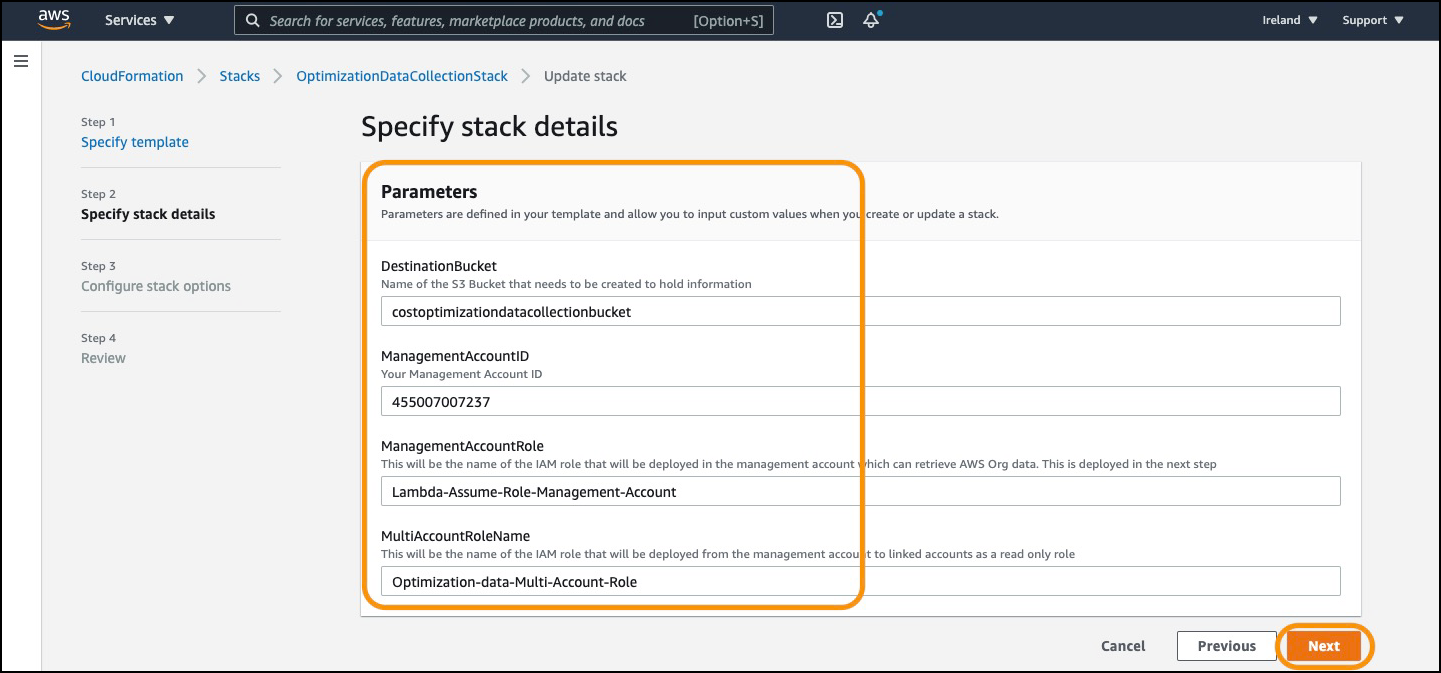 aws
Services
Search for services, features, marketplace products, and docs [Option+S]
Ireland
Support
CloudFormation > Stacks > OptimizationDataCollectionStack > Update stack
Step 1
Specify template
Step 2
Specify stack details
Step 3
Configure stack options
Step 4
Review
Specify stack details
Parameters
Parameters are defined in your template and allow you to input custom values when you create or update a stack.
DestinationBucket
Name of the S3 Bucket that needs to be created to hold information
costoptimizationdatacollectionbucket
ManagementAccountID
Your Management Account ID
455007007237
ManagementAccountRole
This will be the name of the IAM role that will be deployed in the management account which can retrieve AWS Org data. This is deployed in the next step
Lambda-Assume-Role-Management-Account
MultiAccountRoleName
This will be the name of the IAM role that will be deployed from the management account to linked accounts as a read only role
Optimization-data-Multi-Account-Role
Cancel
Previous
Next